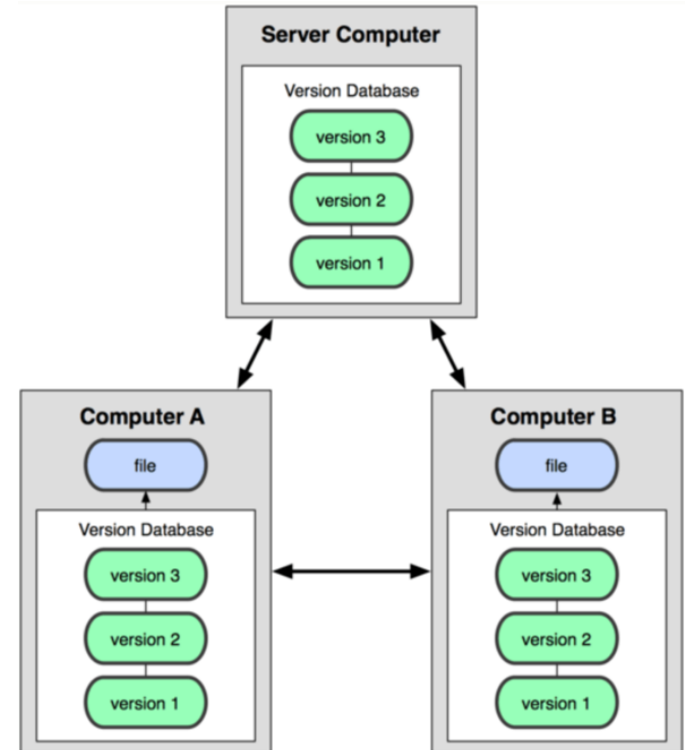 Server Computer
Version Database
version 3
version 2
version 1
Computer A
file
Version Database
version 3
version 2
version 1
Computer B
file
Version Database
version 3
version 2
version 1